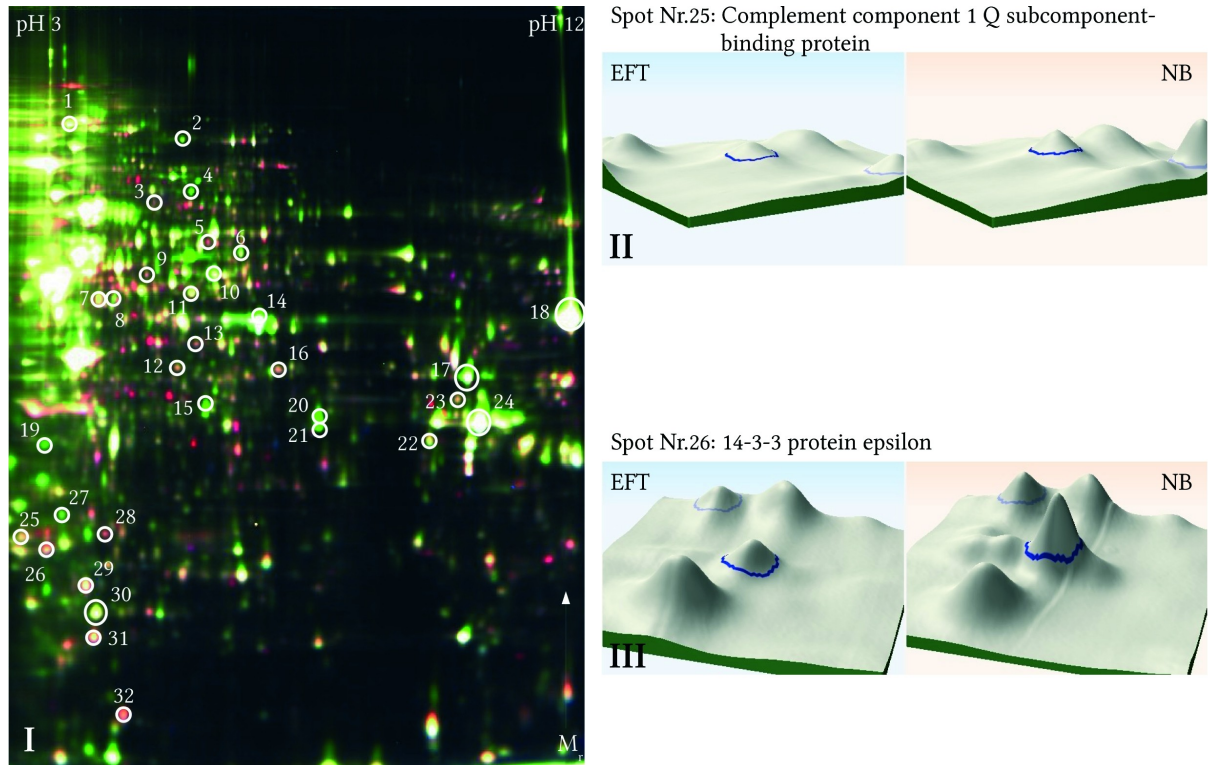 pH 3
pH 12
1
2
3
4
5
6
9
7
8
10
11
14
18
13
12
16
17
15
23
24
20
21
22
19
27
25
28
26
29
30
31
32
I
M r
Spot Nr.25: Complement component 1 Q subcomponent-
binding protein
EFT
NB
II
Spot Nr.26: 14-3-3 protein epsilon
EFT
NB
III